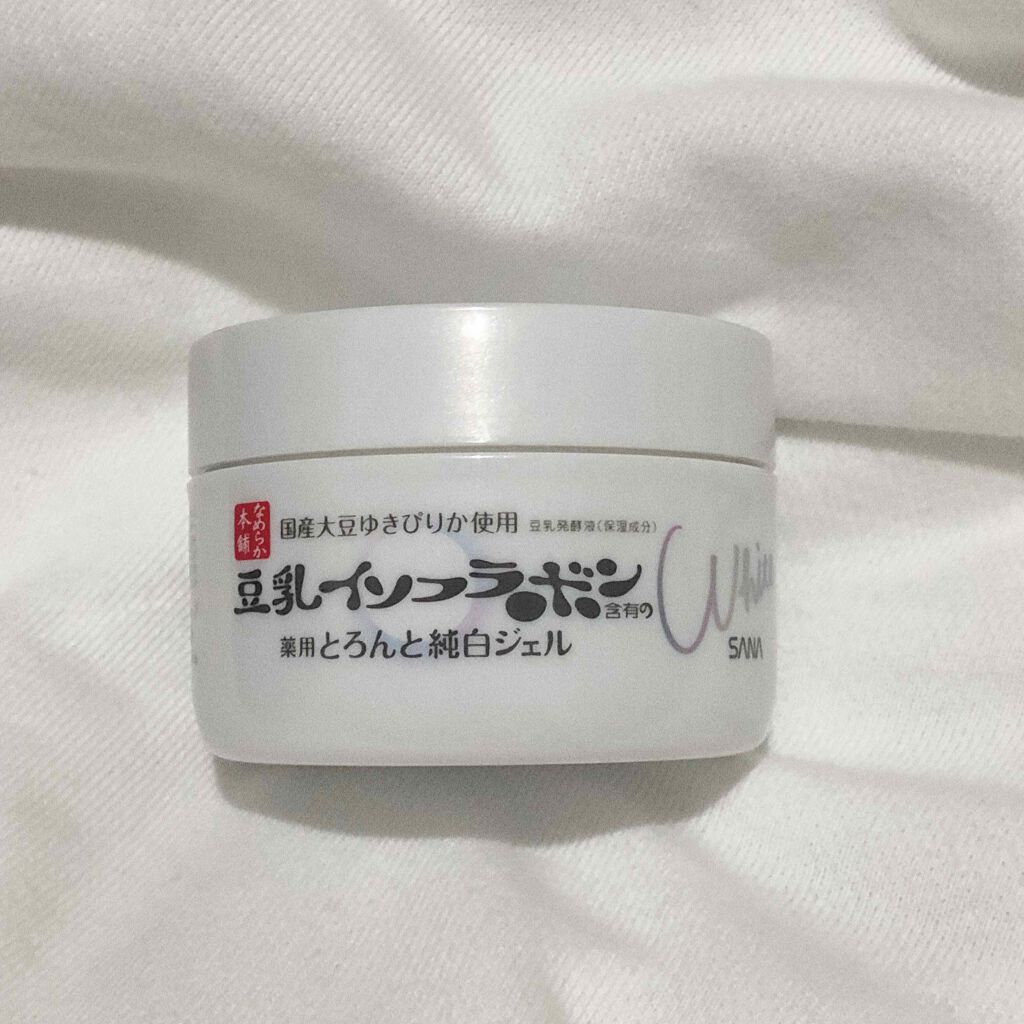 なめらか本舗
国産大豆ゆきぴりか使用 豆乳発酵液(保湿成分)
豆乳イソフラボン含有の
薬用とろんと純白ジェル
SANA